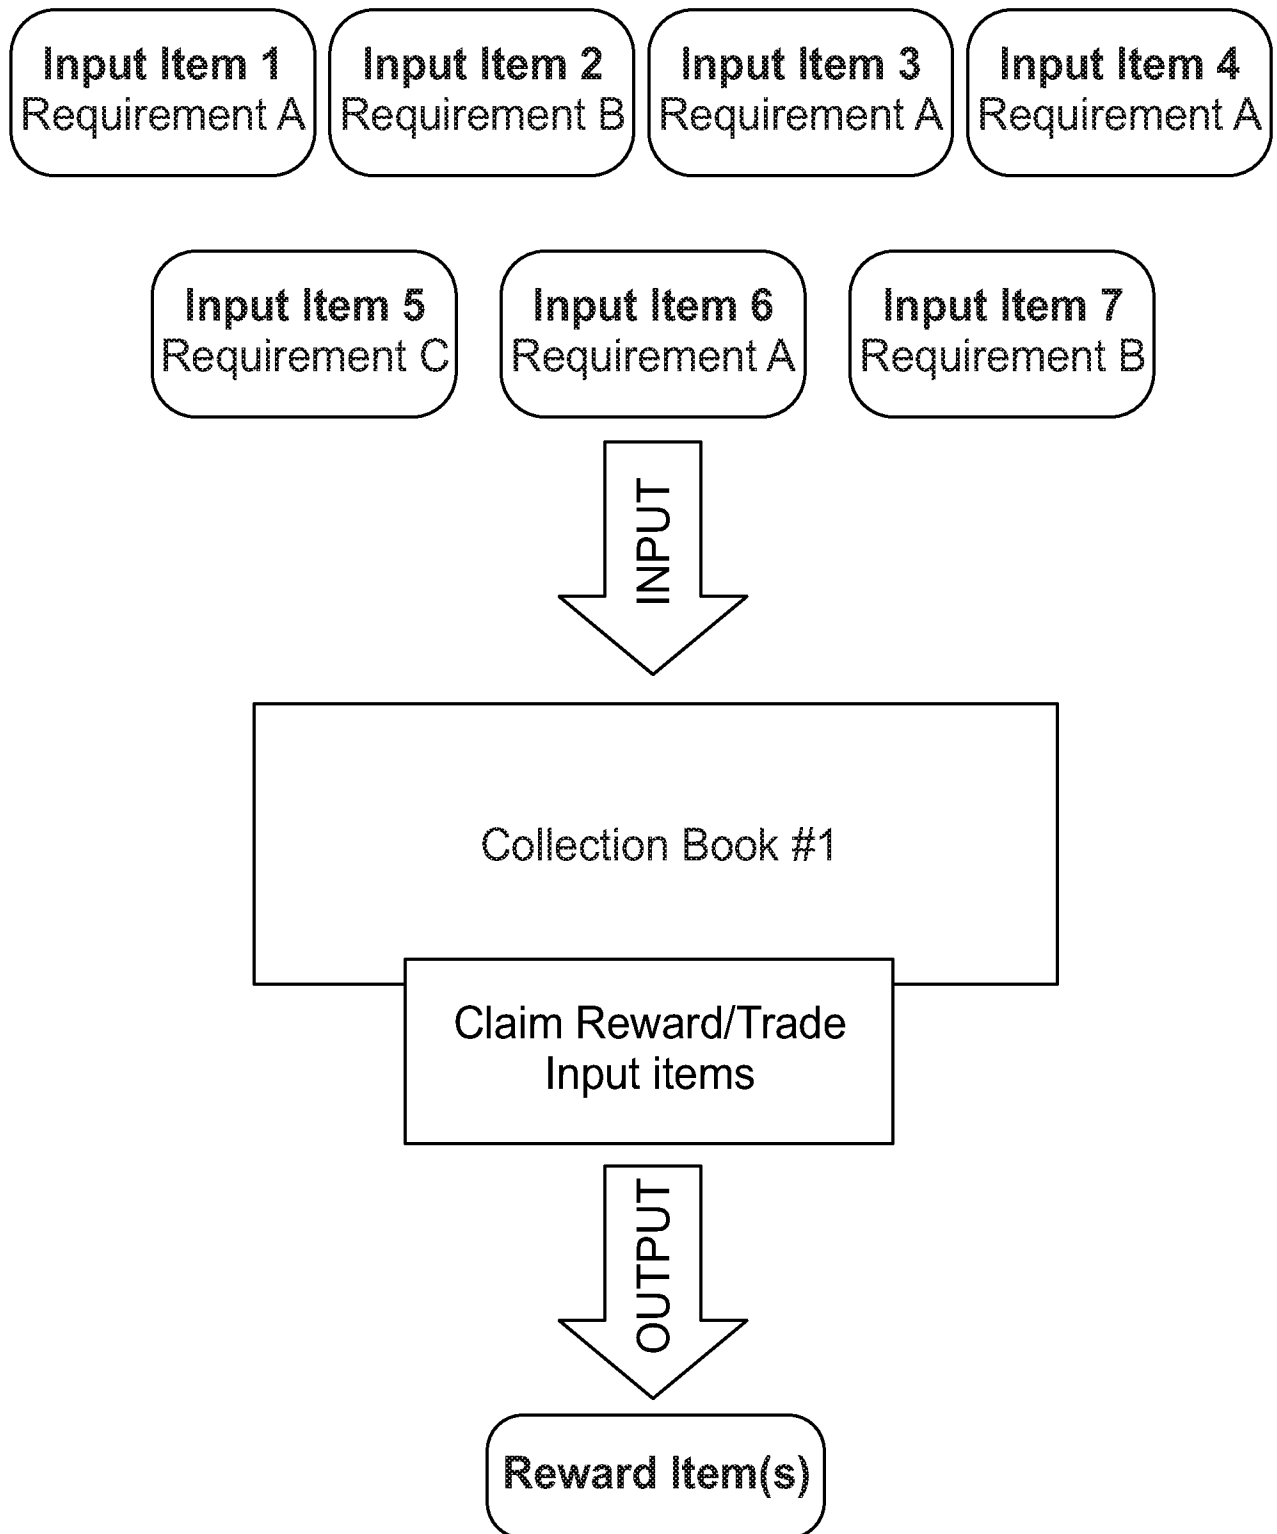 Input Item 1
Requirement A
Input Item 2
Requirement B
Input Item 3
Requirement A
Input Item 4
Requirement A
Input Item 5
Requirement C
Input Item 6
Requirement A
Input Item 7
Requirement B
INPUT
Collection Book #1
Claim Reward/Trade
Input items
OUTPUT
Reward Item(s)